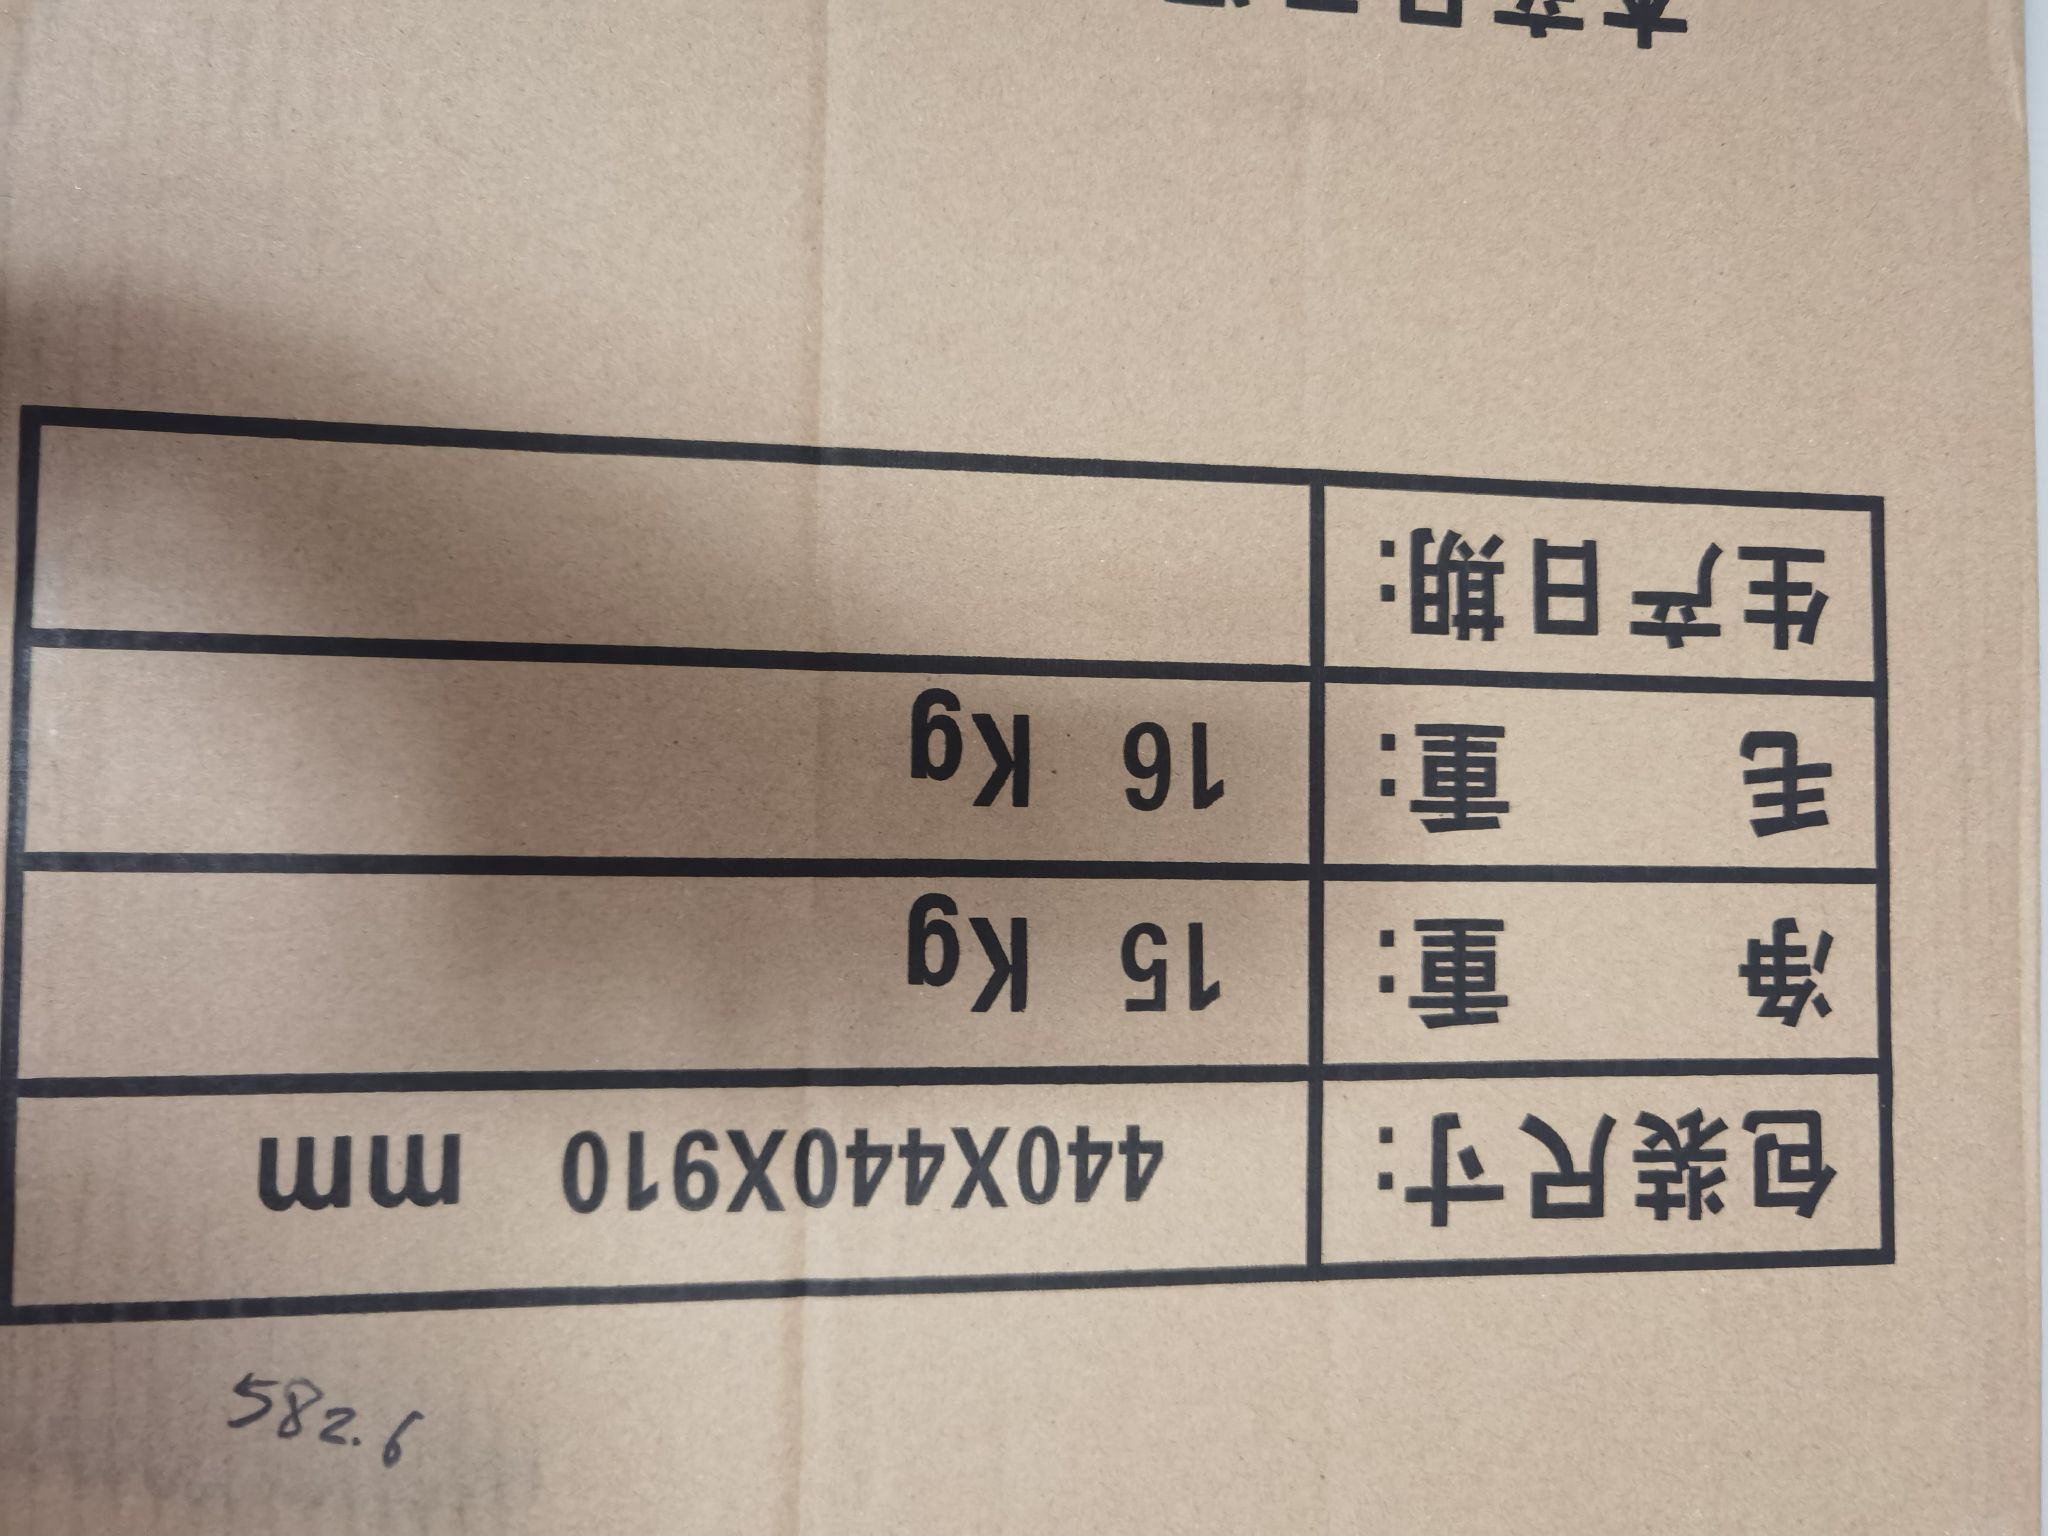 包装尺寸: 440X440X910 mm
净 重: 15 Kg
毛 重: 16 Kg
生产日期:
582.6